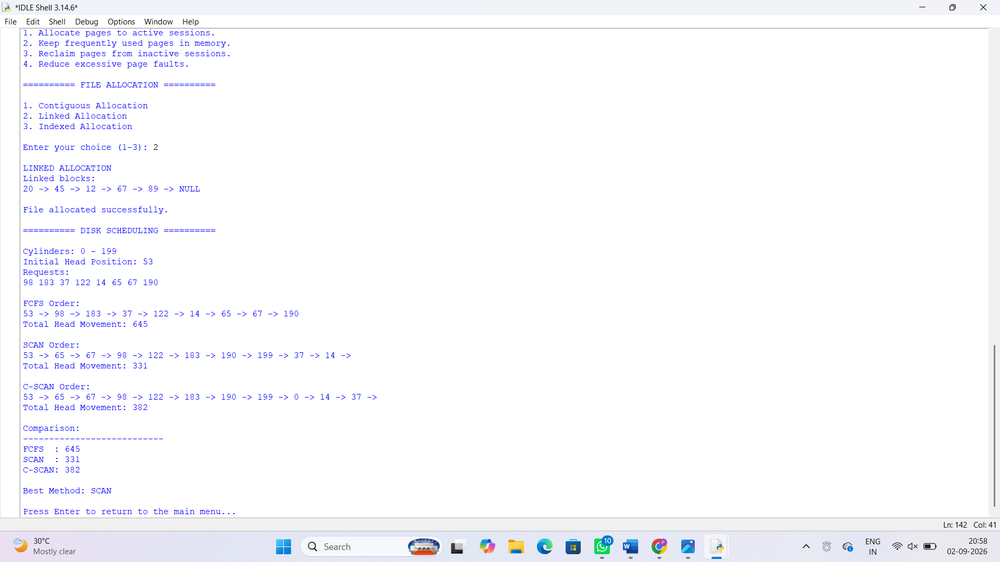 *IDLE Shell 3.14.6*
File Edit Shell Debug Options Window Help
1. Allocate pages to active sessions.
2. Keep frequently used pages in memory.
3. Reclaim pages from inactive sessions.
4. Reduce excessive page faults.
========== FILE ALLOCATION ==========
1. Contiguous Allocation
2. Linked Allocation
3. Indexed Allocation
Enter your choice (1-3): 2
LINKED ALLOCATION
Linked blocks:
20 -> 45 -> 12 -> 67 -> 89 -> NULL
File allocated successfully.
========== DISK SCHEDULING ==========
Cylinders: 0 - 199
Initial Head Position: 53
Requests:
98 183 37 122 14 65 67 190
FCFS Order:
53 -> 98 -> 183 -> 37 -> 122 -> 14 -> 65 -> 67 -> 190
Total Head Movement: 645
SCAN Order:
53 -> 65 -> 67 -> 98 -> 122 -> 183 -> 190 -> 199 -> 37 -> 14 ->
Total Head Movement: 331
C-SCAN Order:
53 -> 65 -> 67 -> 98 -> 122 -> 183 -> 190 -> 199 -> 0 -> 14 -> 37 ->
Total Head Movement: 382
Comparison:
---------------------------
FCFS  : 645
SCAN  : 331
C-SCAN: 382
Best Method: SCAN
Press Enter to return to the main menu...
Ln: 142 Col: 41
30°C
Mostly clear
Search
10
W
P
ENG
IN
20:58
02-09-2026